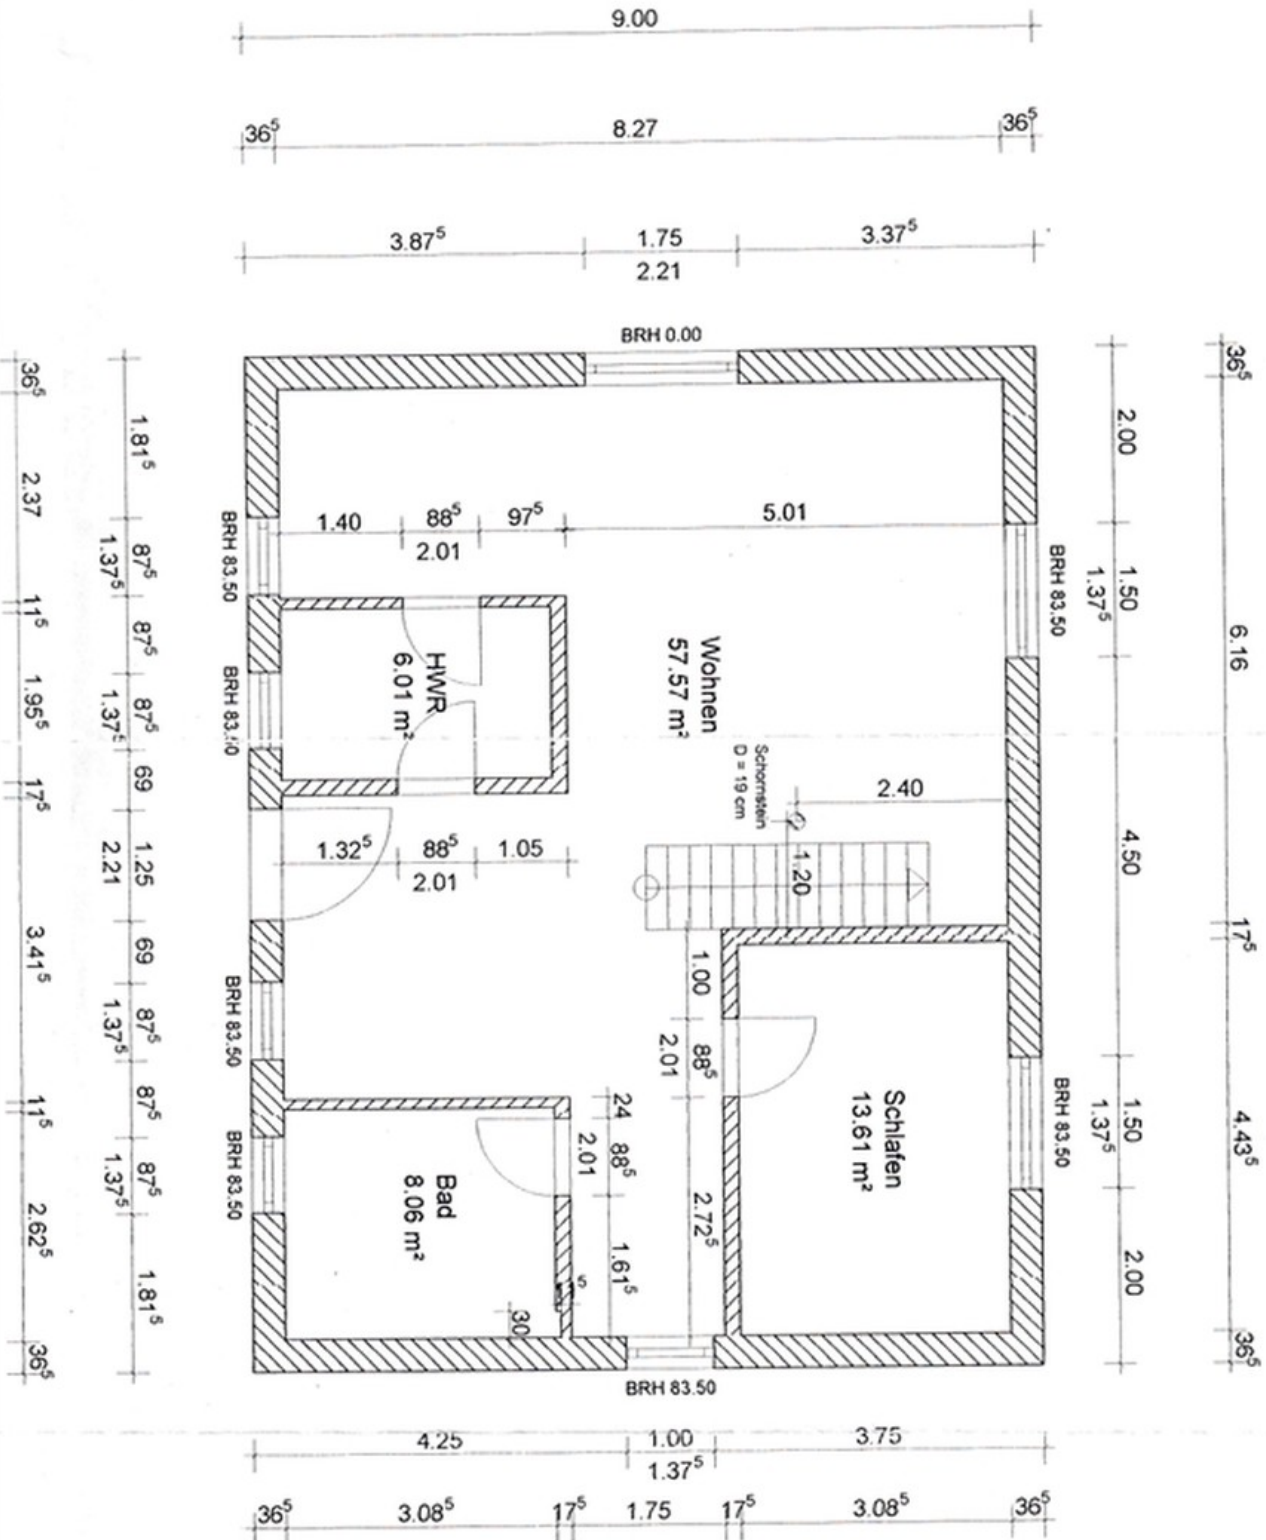 9.00
36⁵ 8.27 36⁵
3.87⁵ 1.75 3.37⁵
2.21
BRH 0.00
36⁵
2.37
11⁵
1.95⁵
17⁵
3.41⁵
11⁵
2.62⁵
36⁵
1.81⁵
87⁵
1.37⁵
87⁵
87⁵
1.37⁵
69
1.25
2.21
69
87⁵
1.37⁵
87⁵
87⁵
1.37⁵
1.81⁵
BRH 83.50
BRH 83.50
BRH 83.50
BRH 83.50
1.40 88⁵ 97⁵ 5.01
2.01
HWR
6.01 m²
Wohnen
57.57 m²
Schornstein
D = 19 cm
2.40
1.20
1.32⁵ 88⁵ 1.05
2.01
1.00
88⁵
2.01
2.72⁵
24
88⁵
2.01
1.61⁵
5
30
Bad
8.06 m²
Schlafen
13.61 m²
BRH 83.50
BRH 83.50
2.00
1.50
1.37⁵
4.50
1.50
1.37⁵
2.00
36⁵
6.16
17⁵
4.43⁵
36⁵
BRH 83.50
4.25 1.00 3.75
1.37⁵
36⁵ 3.08⁵ 17⁵ 1.75 17⁵ 3.08⁵ 36⁵